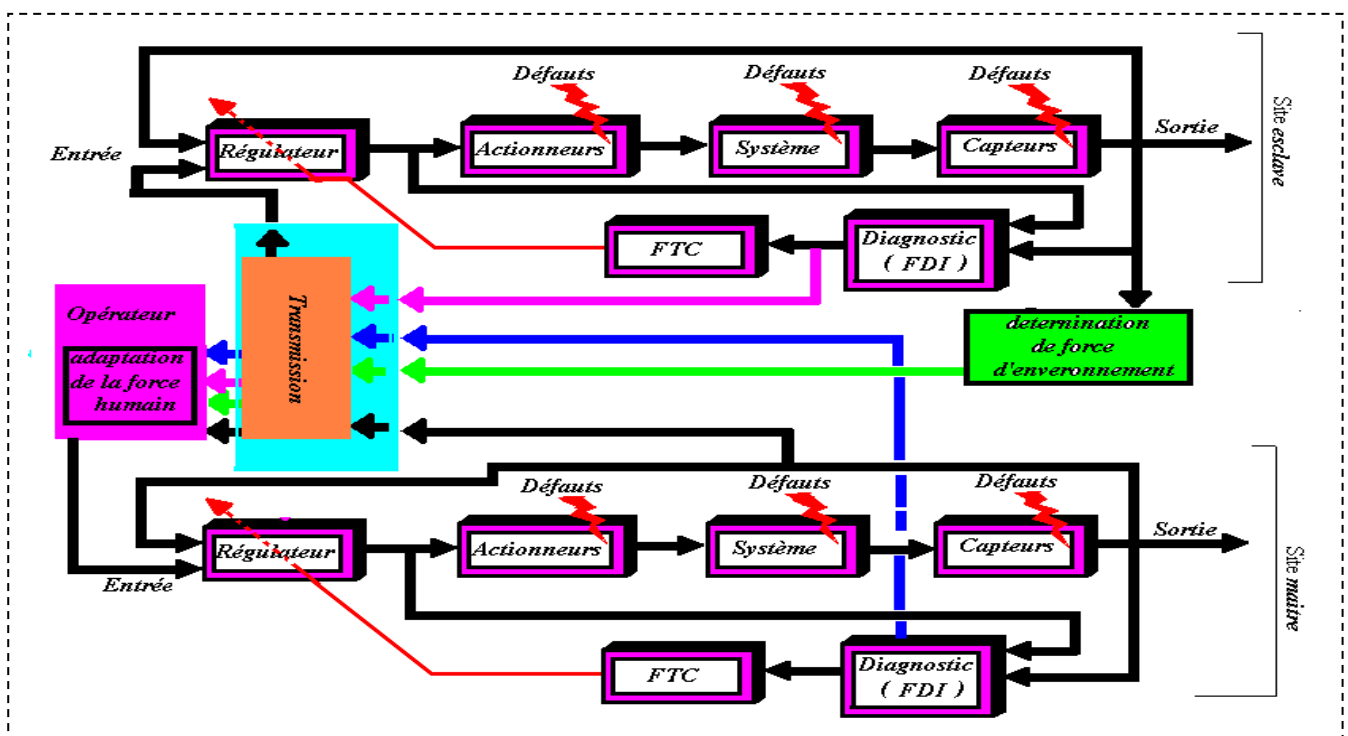 Défauts
Défauts
Défauts
Entrée
Régulateur
Actionneurs
Système
Capteurs
Sortie
Site esclave
FTC
Diagnostic
( FDI )
Transmission
Opérateur
adaptation
de la force
humain
determination
de force
d'enveronnement
Défauts
Défauts
Défauts
Régulateur
Actionneurs
Système
Capteurs
Sortie
Entrée
Site maitre
FTC
Diagnostic
( FDI )